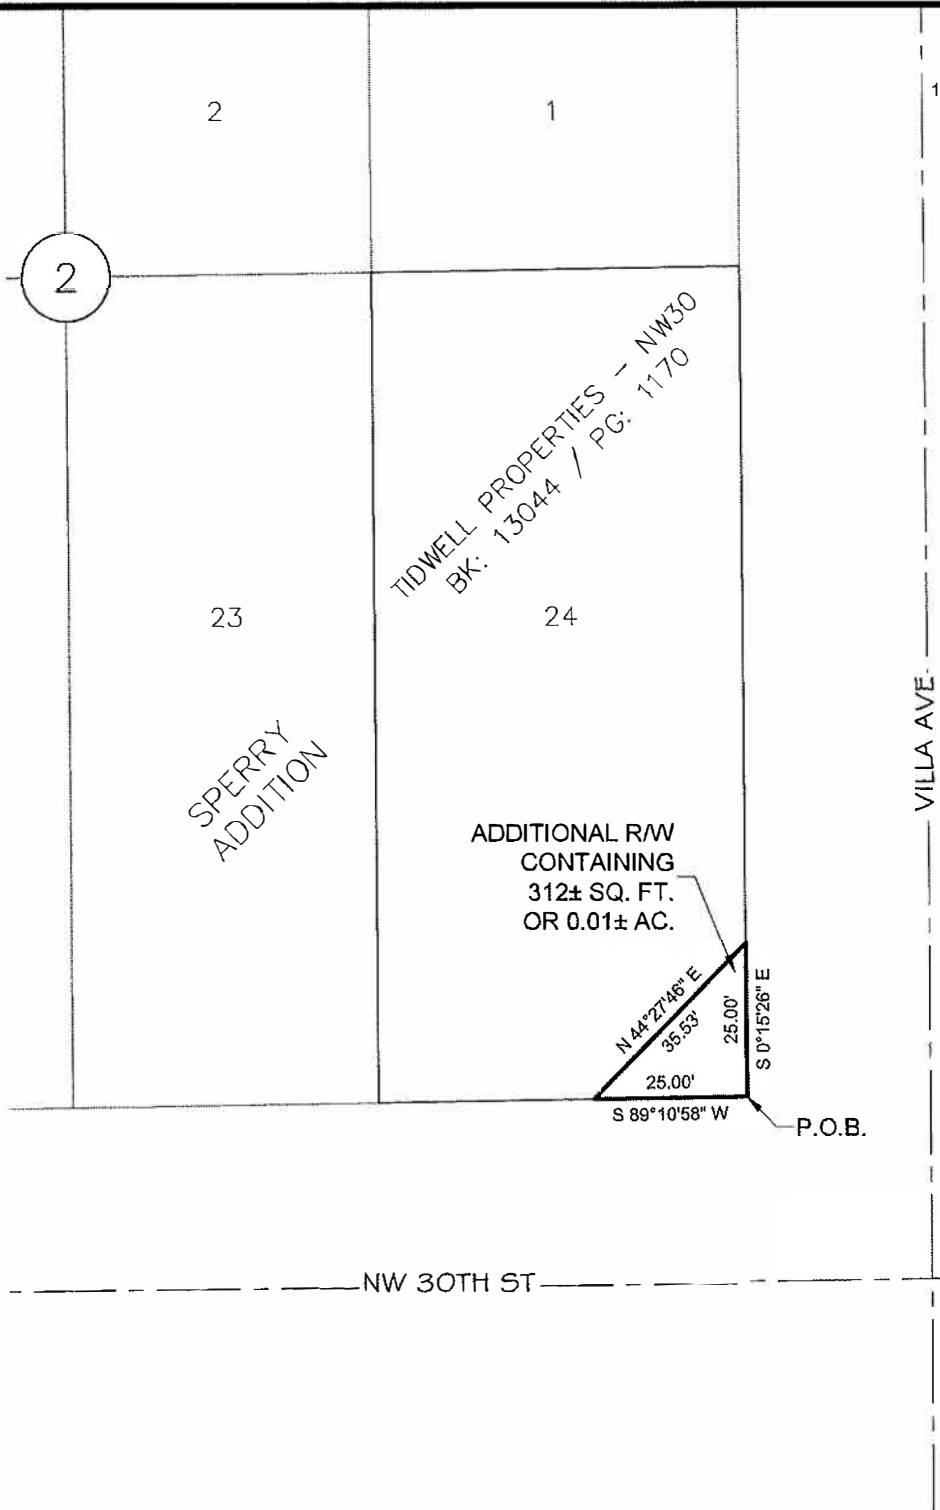 2
1
1
2
TIDWELL PROPERTIES – NW30
BK: 13044 / PG: 1170
23
24
SPERRY
ADDITION
VILLA AVE.
ADDITIONAL R/W
CONTAINING
312± SQ. FT.
OR 0.01± AC.
N 44°27'46" E
35.53'
25.00'
S 0°15'26" E
25.00'
S 89°10'58" W
P.O.B.
NW 30TH ST